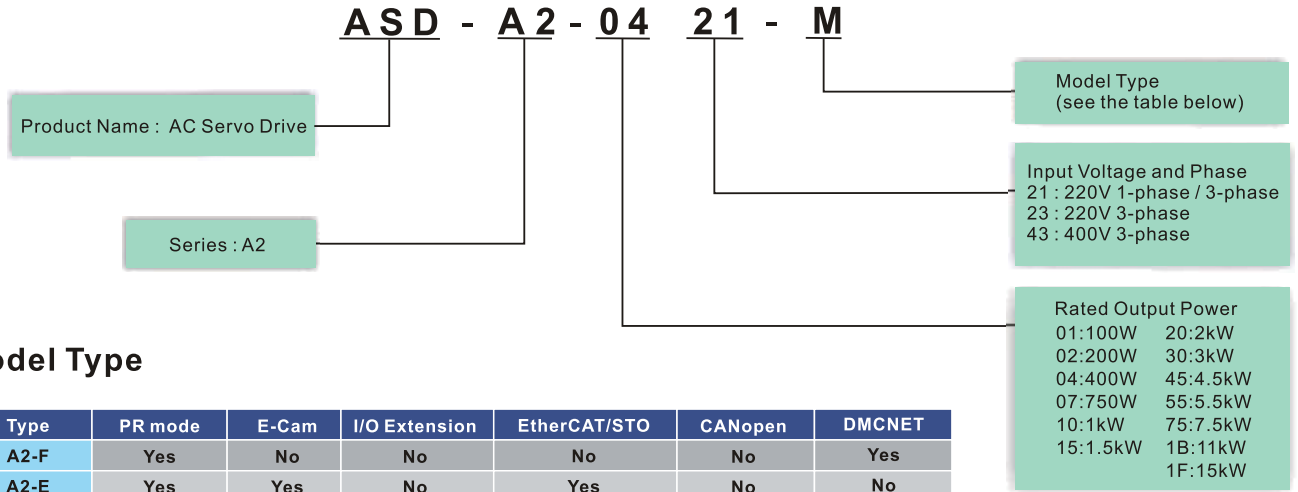 ASD - A2 - 04 21 - M
Product Name : AC Servo Drive
Series : A2
Model Type
(see the table below)
Input Voltage and Phase
21 : 220V 1-phase / 3-phase
23 : 220V 3-phase
43 : 400V 3-phase
Rated Output Power
01:100W 20:2kW
02:200W 30:3kW
04:400W 45:4.5kW
07:750W 55:5.5kW
10:1kW 75:7.5kW
15:1.5kW 1B:11kW
1F:15kW
odel Type
Type PR mode E-Cam I/O Extension EtherCAT/STO CANopen DMCNET
A2-F Yes No No No No Yes
A2-E Yes Yes No Yes No No